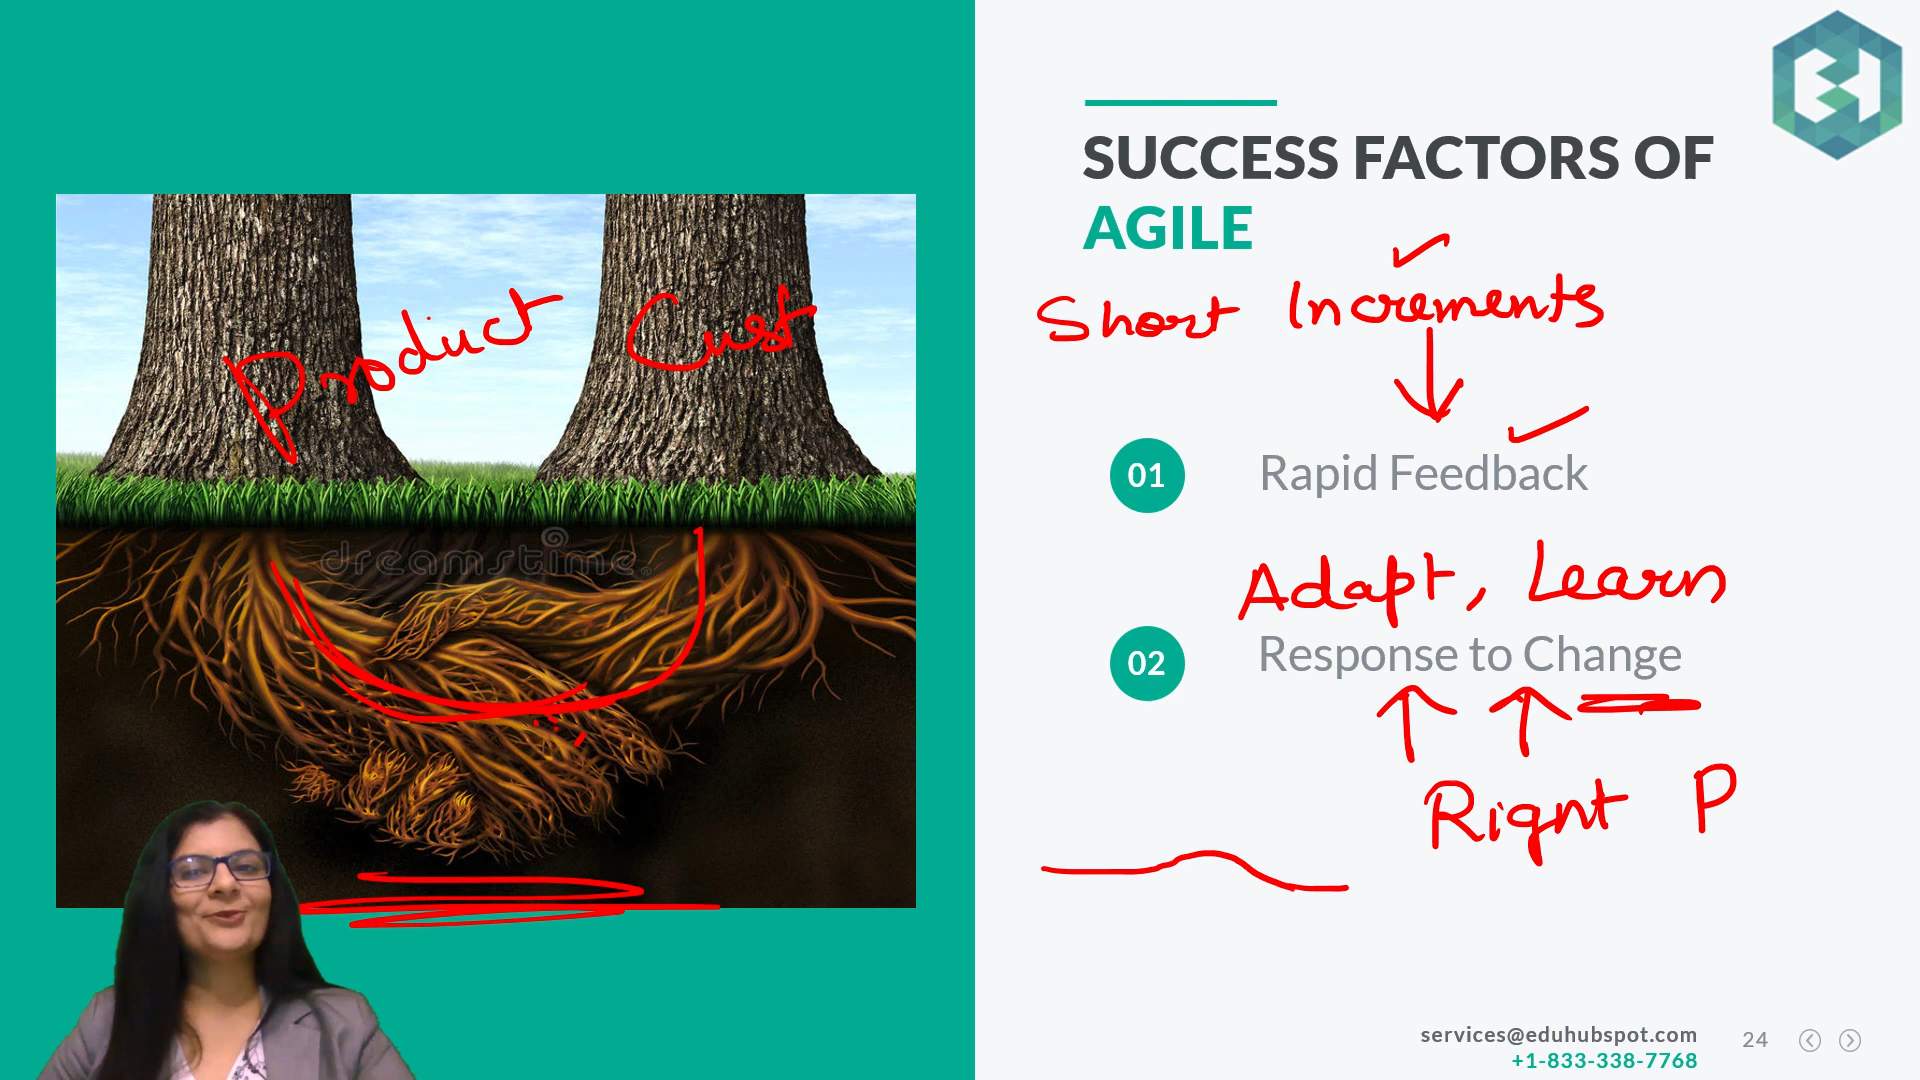 SUCCESS FACTORS OF
AGILE
Short Increments
Product Cust
01 Rapid Feedback
dreamstime.
Adapt, Learn
02 Response to Change
Right P
services@eduhubspot.com
+1-833-338-7768
24